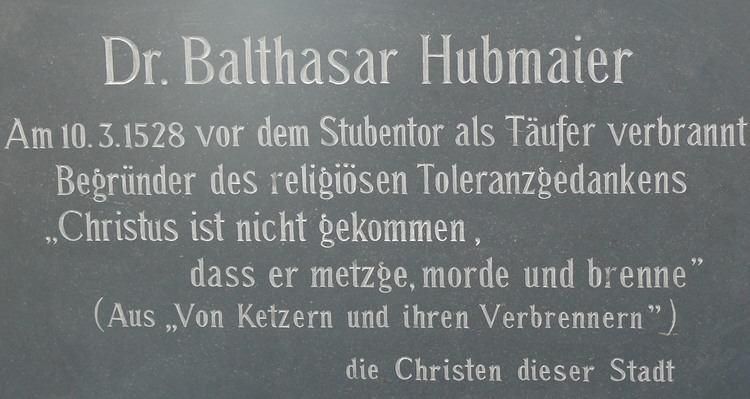 Dr. Balthasar Hubmaier
Am 10.3.1528 vor dem Stubentor als Täufer verbrannt
Begründer des religiösen Toleranzgedankens
„Christus ist nicht gekommen,
dass er metzge, morde und brenne”
(Aus „Von Ketzern und ihren Verbrennern”)
die Christen dieser Stadt